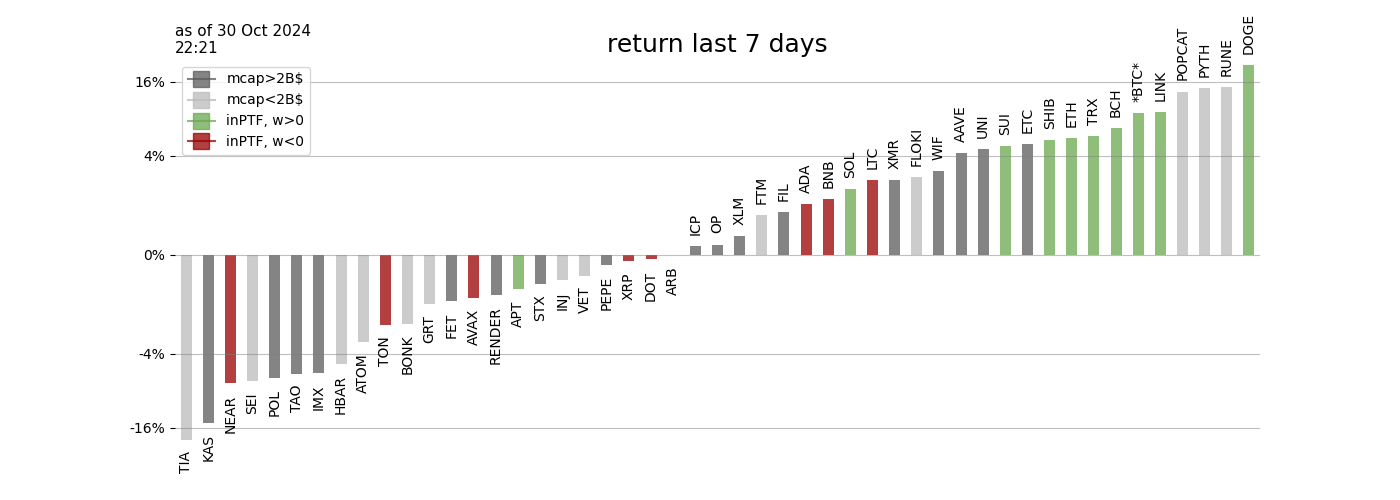 as of 30 Oct 2024
22:21
return last 7 days
mcap>2B$
mcap<2B$
inPTF, w>0
inPTF, w<0
16%
4%
0%
-4%
-16%
TIA
KAS
NEAR
SEI
POL
TAO
IMX
HBAR
ATOM
TON
BONK
GRT
FET
AVAX
RENDER
APT
STX
INJ
VET
PEPE
XRP
DOT
ARB
ICP
OP
XLM
FTM
FIL
ADA
BNB
SOL
LTC
XMR
FLOKI
WIF
AAVE
UNI
SUI
ETC
SHIB
ETH
TRX
BCH
*BTC*
LINK
POPCAT
PYTH
RUNE
DOGE